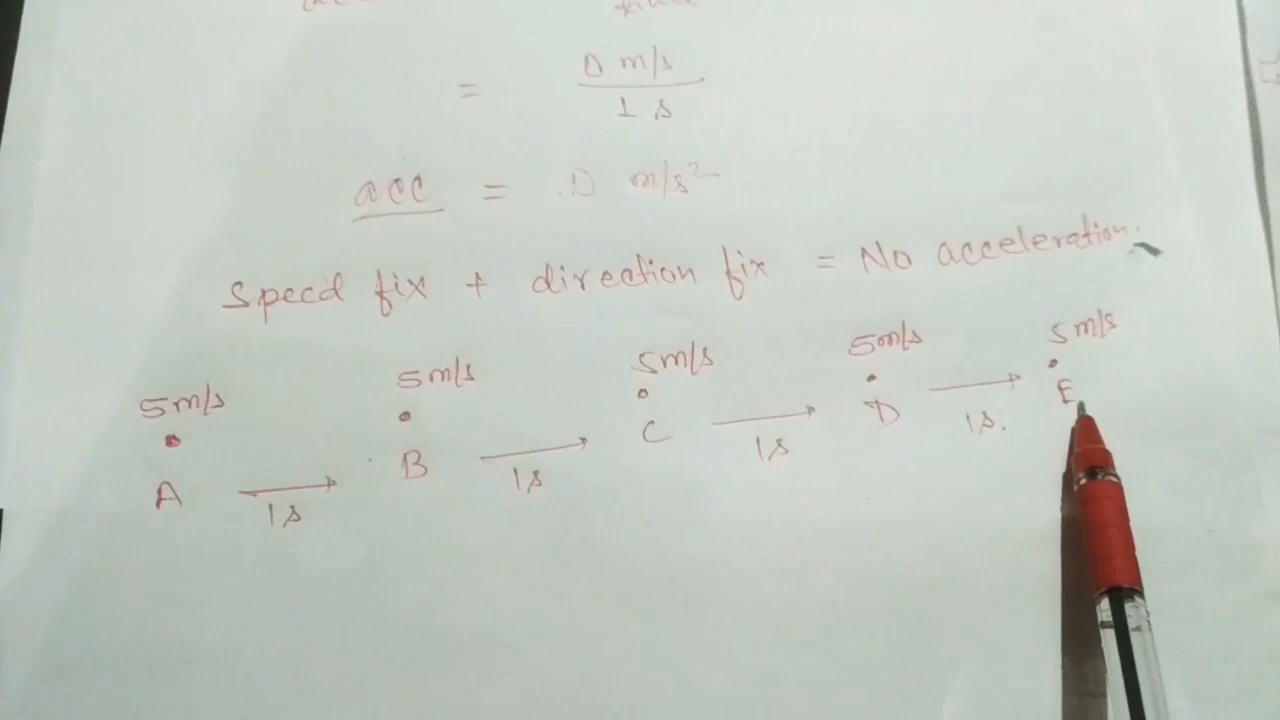 = 0 m/s
1 s
acc = 0 m/s²
Speed fix + direction fix = No acceleration.
5m/s 5m/s 5m/s 5m/s 5m/s
A B C D E
1s 1s 1s 1s.